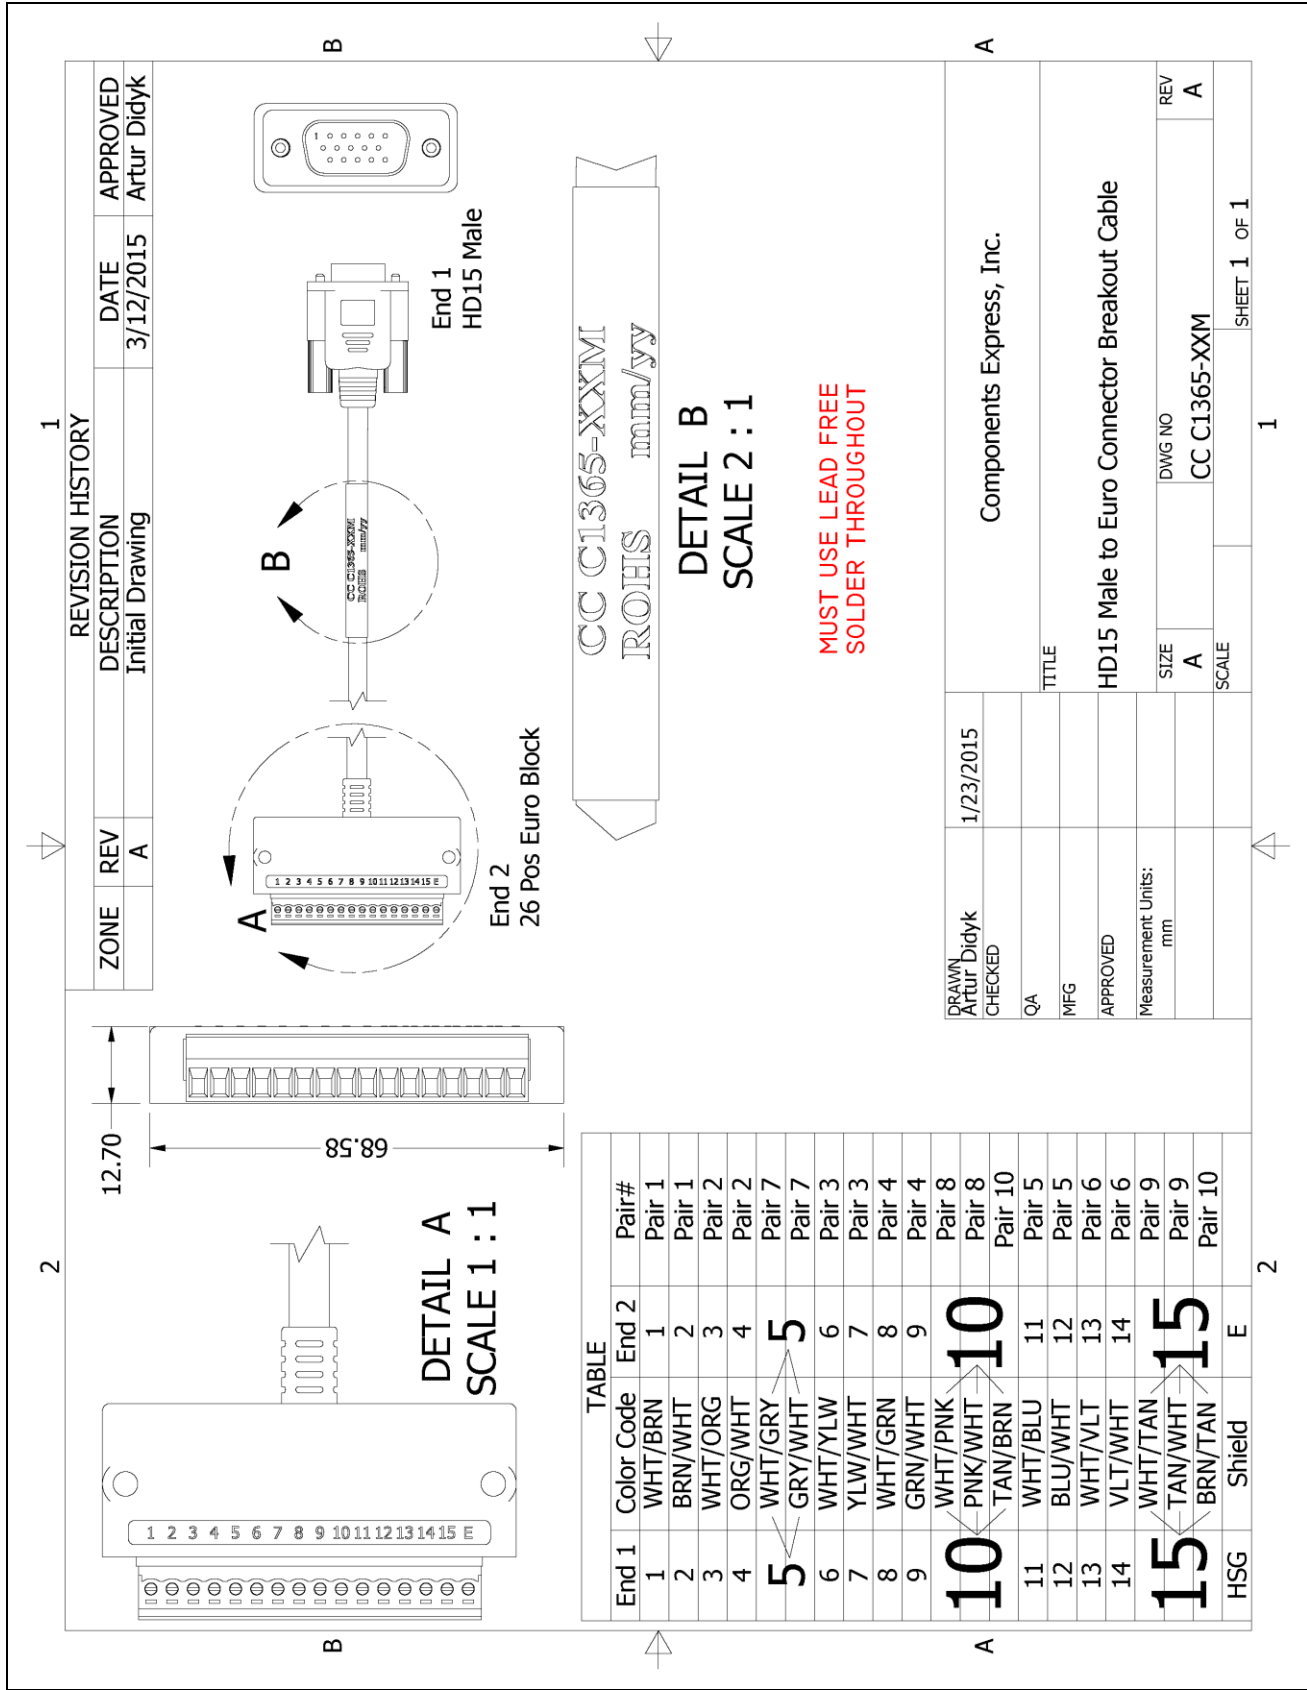 2
1
B
A
B
A
2
1
REVISION HISTORY
ZONE REV DESCRIPTION DATE APPROVED
A Initial Drawing 3/12/2015 Artur Didyk
1 2 3 4 5 6 7 8 9 10 11 12 13 14 15 E
DETAIL A
SCALE 1 : 1
12.70
68.58
A
1 2 3 4 5 6 7 8 9 10 11 12 13 14 15 E
End 2
26 Pos Euro Block
B
CC C1365-XXM
ROHS mm/yy
End 1
HD15 Male
1
CC C1365-XXM
ROHS mm/yy
DETAIL B
SCALE 2 : 1
MUST USE LEAD FREE
SOLDER THROUGHOUT
TABLE
End 1 Color Code End 2 Pair#
1 WHT/BRN 1 Pair 1
2 BRN/WHT 2 Pair 1
3 WHT/ORG 3 Pair 2
4 ORG/WHT 4 Pair 2
5 WHT/GRY 5 Pair 7
GRY/WHT Pair 7
6 WHT/YLW 6 Pair 3
7 YLW/WHT 7 Pair 3
8 WHT/GRN 8 Pair 4
9 GRN/WHT 9 Pair 4
WHT/PNK Pair 8
10 PNK/WHT 10 Pair 8
TAN/BRN Pair 10
11 WHT/BLU 11 Pair 5
12 BLU/WHT 12 Pair 5
13 WHT/VLT 13 Pair 6
14 VLT/WHT 14 Pair 6
WHT/TAN Pair 9
15 TAN/WHT 15 Pair 9
BRN/TAN Pair 10
HSG Shield E
DRAWN
Artur Didyk 1/23/2015
CHECKED
QA
MFG
APPROVED
Measurement Units:
mm
Components Express, Inc.
TITLE
HD15 Male to Euro Connector Breakout Cable
SIZE
A
DWG NO
CC C1365-XXM
REV
A
SCALE
SHEET 1 OF 1